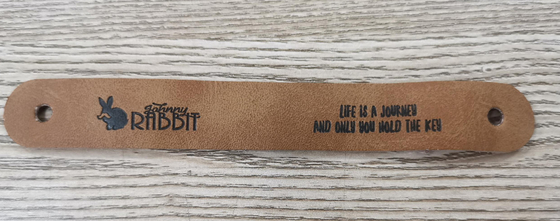 Johnny
RABBIT
LIFE IS A JOURNEY
AND ONLY YOU HOLD THE KEY